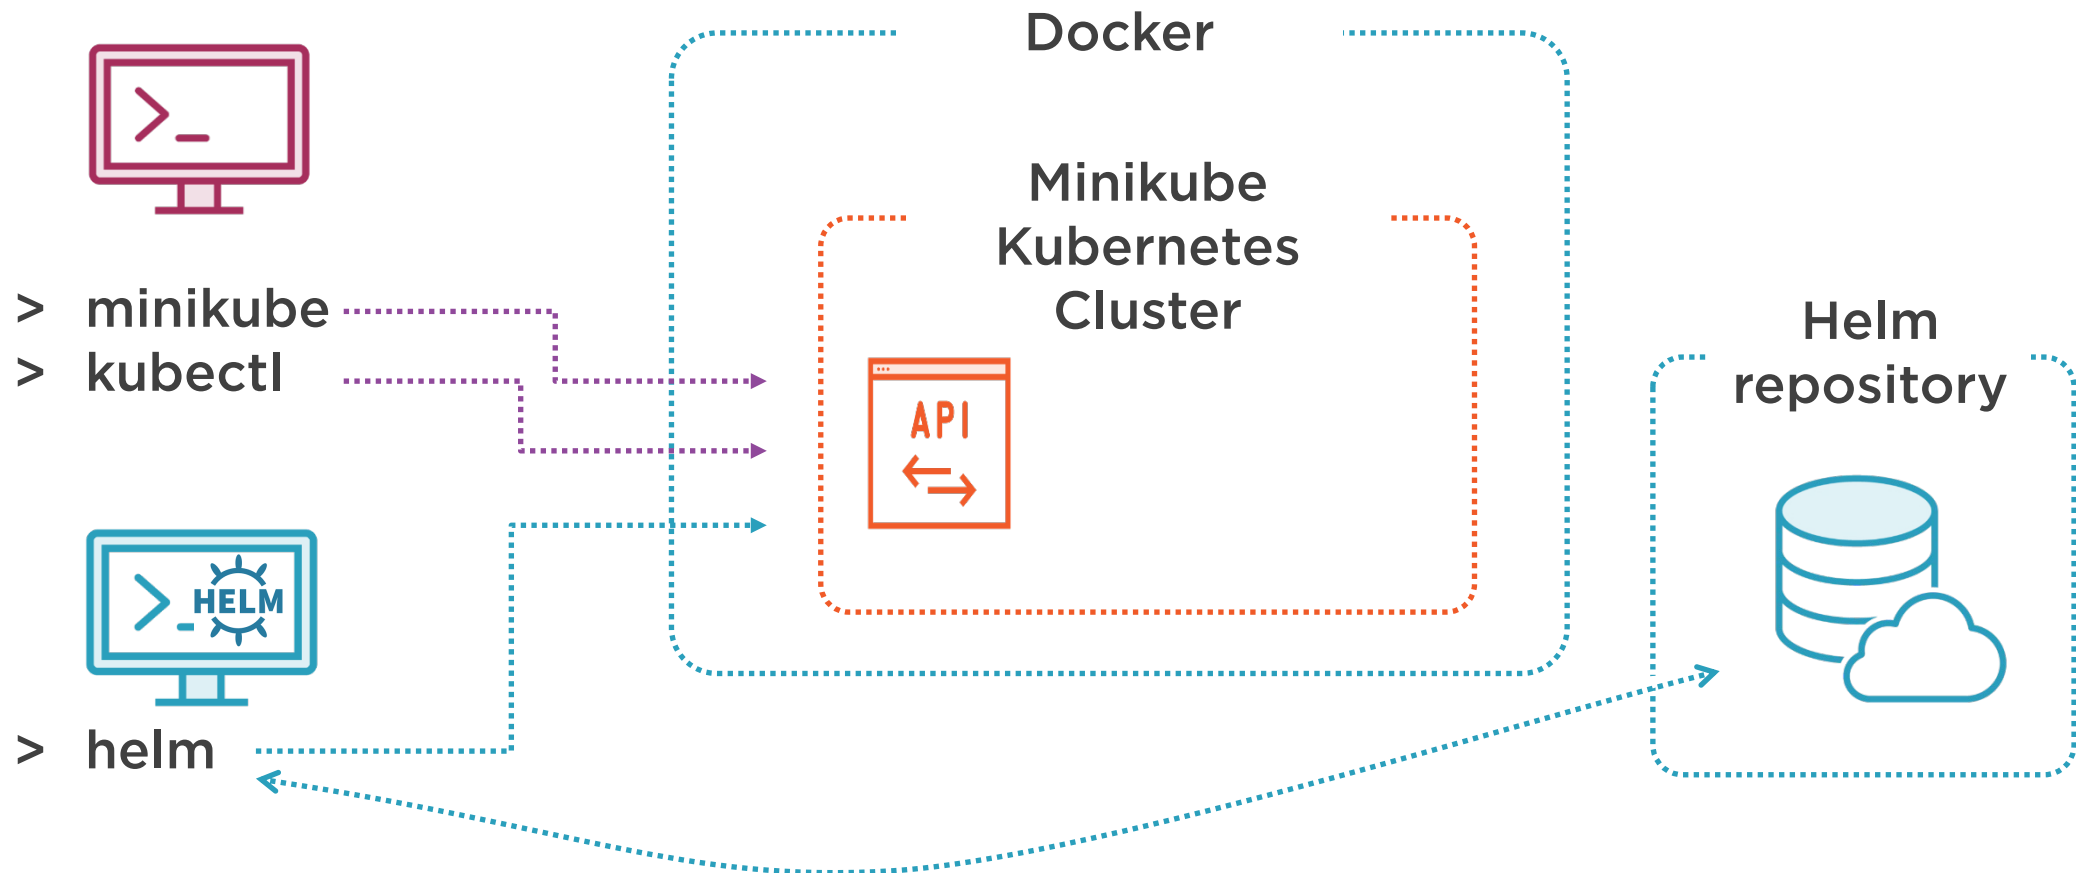 Docker
>_
Minikube
Kubernetes
Cluster
> minikube
> kubectl
API
Helm
repository
>_ HELM
> helm